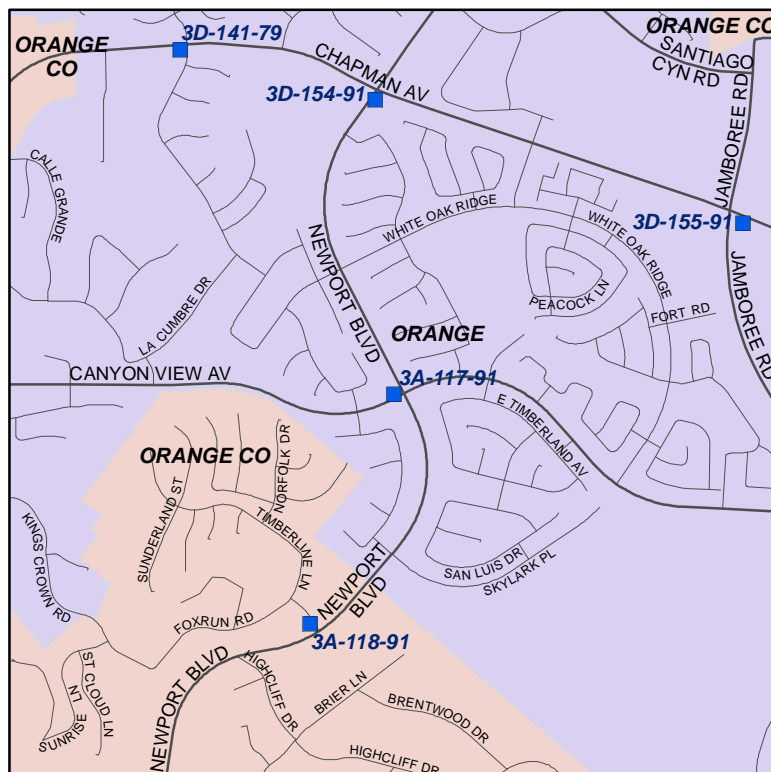 3D-141-79
ORANGE
CO
CHAPMAN AV
3D-154-91
ORANGE CO
SANTIAGO
CYN RD
JAMBOREE RD
CALLE GRANDE
WHITE OAK RIDGE
WHITE OAK RIDGE
3D-155-91
JAMBOREE RD
NEWPORT BLVD
PEACOCK LN
FORT RD
LA CUMBRE DR
ORANGE
CANYON VIEW AV
3A-117-91
E TIMBERLAND AV
ORANGE CO
NORFOLK DR
SUNDERLAND ST
TIMBERLINE LN
KINGS CROWN RD
NEWPORT
BLVD
SAN LUIS DR
SKYLARK PL
FOXRUN RD
3A-118-91
NEWPORT BLVD
ST CLOUD LN
SUNRISE
LN
HIGHCLIFF DR
BRIER LN
BRENTWOOD DR
HIGHCLIFF DR